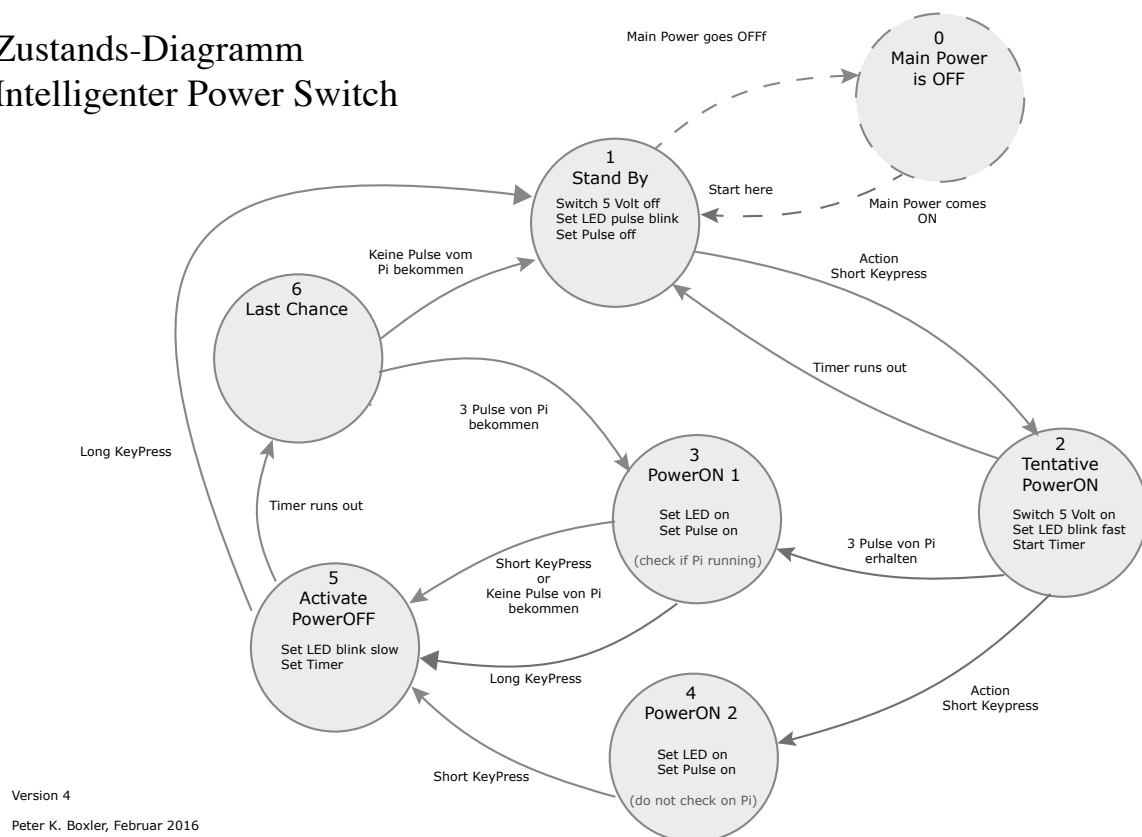 Zustands-Diagramm
Intelligenter Power Switch
Main Power goes OFFf
0
Main Power
is OFF
1
Stand By
Switch 5 Volt off
Set LED pulse blink
Set Pulse off
Start here
Main Power comes
ON
Keine Pulse vom
Pi bekommen
Action
Short Keypress
6
Last Chance
Timer runs out
3 Pulse von Pi
bekommen
Long KeyPress
3
PowerON 1
Set LED on
Set Pulse on
(check if Pi running)
2
Tentative
PowerON
Switch 5 Volt on
Set LED blink fast
Start Timer
Timer runs out
3 Pulse von Pi
erhalten
Short KeyPress
or
Keine Pulse von Pi
bekommen
5
Activate
PowerOFF
Set LED blink slow
Set Timer
Long KeyPress
4
PowerON 2
Set LED on
Set Pulse on
(do not check on Pi)
Action
Short Keypress
Short KeyPress
Version 4
Peter K. Boxler, Februar 2016